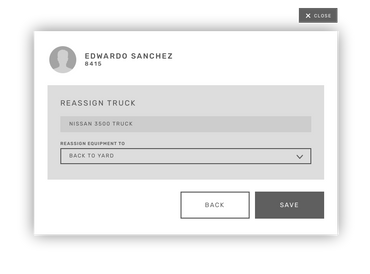 CLOSE
EDWARDO SANCHEZ
8415
REASSIGN TRUCK
NISSAN 3500 TRUCK
REASSIGN EQUIPMENT TO
BACK TO YARD
BACK
SAVE